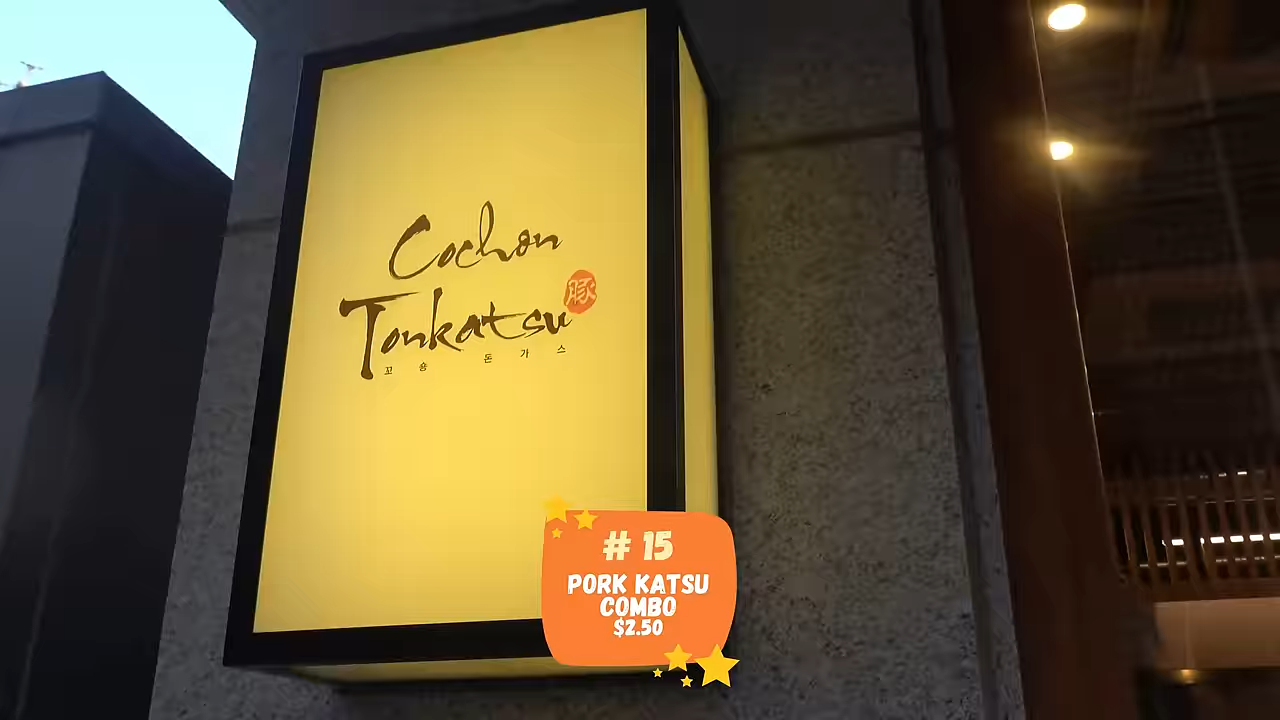 Cochon
Tonkatsu
豚
꼬숑 돈가스
# 15
PORK KATSU
COMBO
$2.50